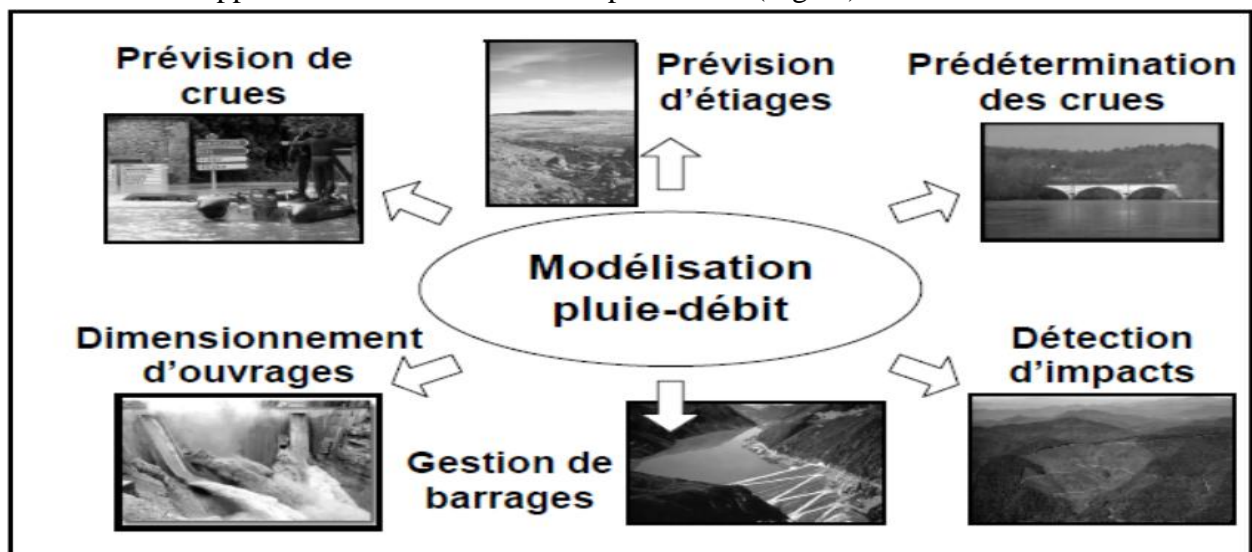 Prévision de
crues
Prévision
d'étiages
Prédétermination
des crues
Modélisation
pluie-débit
Dimensionnement
d'ouvrages
Gestion de
barrages
Détection
d'impacts